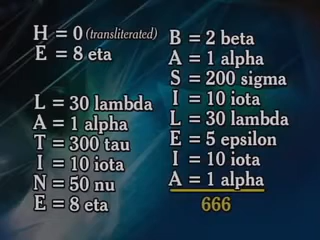 H = 0 (transliterated)
E = 8 eta
L = 30 lambda
A = 1 alpha
T = 300 tau
I = 10 iota
N = 50 nu
E = 8 eta
B = 2 beta
A = 1 alpha
S = 200 sigma
I = 10 iota
L = 30 lambda
E = 5 epsilon
I = 10 iota
A = 1 alpha
666